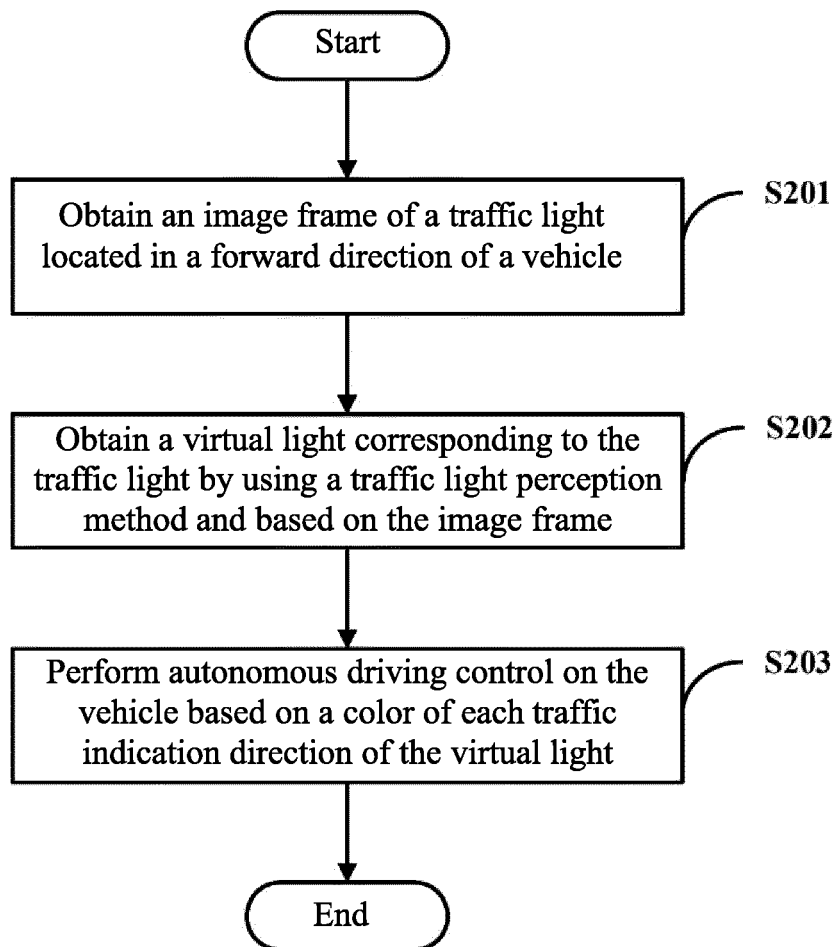 Start
Obtain an image frame of a traffic light
located in a forward direction of a vehicle
S201
Obtain a virtual light corresponding to the
traffic light by using a traffic light perception
method and based on the image frame
S202
Perform autonomous driving control on the
vehicle based on a color of each traffic
indication direction of the virtual light
S203
End